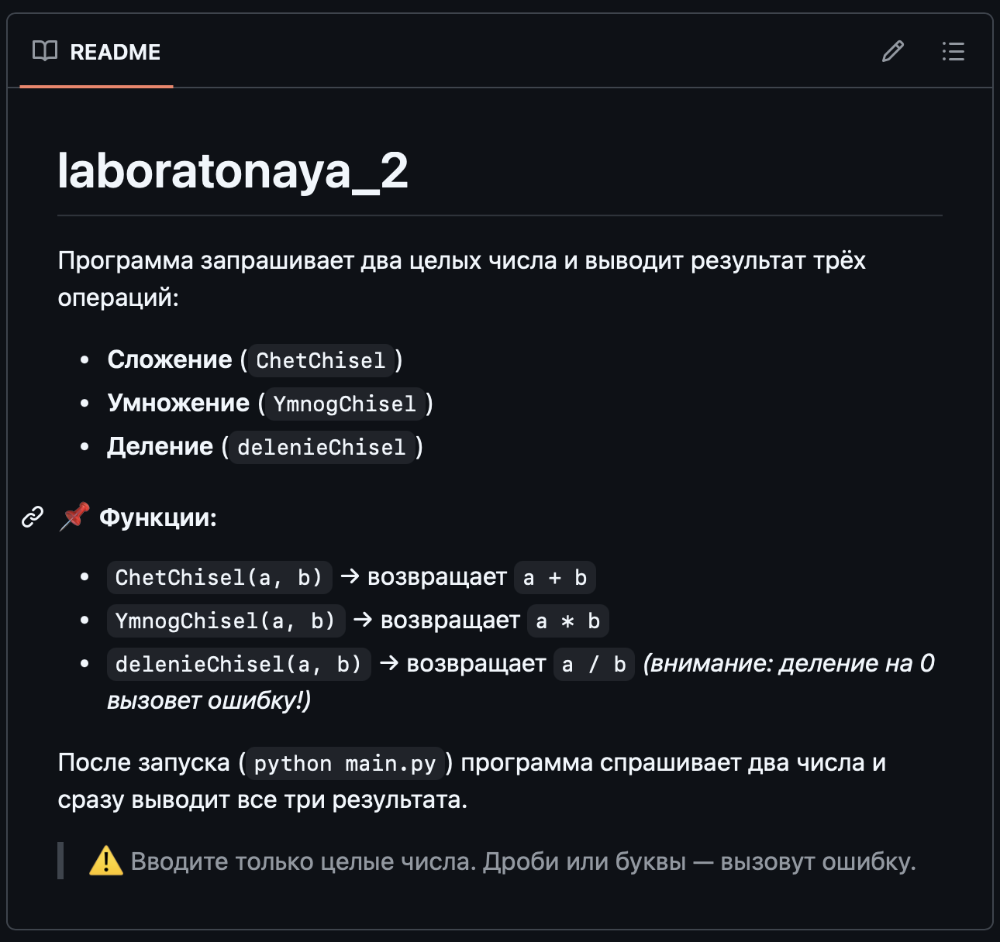 README
laboratonaya_2
Программа запрашивает два целых числа и выводит результат трёх
операций:
• Сложение ( ChetChisel )
• Умножение ( YmnogChisel )
• Деление ( delenieChisel )
📌 Функции:
• ChetChisel(a, b) → возвращает a + b
• YmnogChisel(a, b) → возвращает a * b
• delenieChisel(a, b) → возвращает a / b (внимание: деление на 0
вызовет ошибку!)
После запуска ( python main.py ) программа спрашивает два числа и
сразу выводит все три результата.
⚠️ Вводите только целые числа. Дроби или буквы — вызовут ошибку.